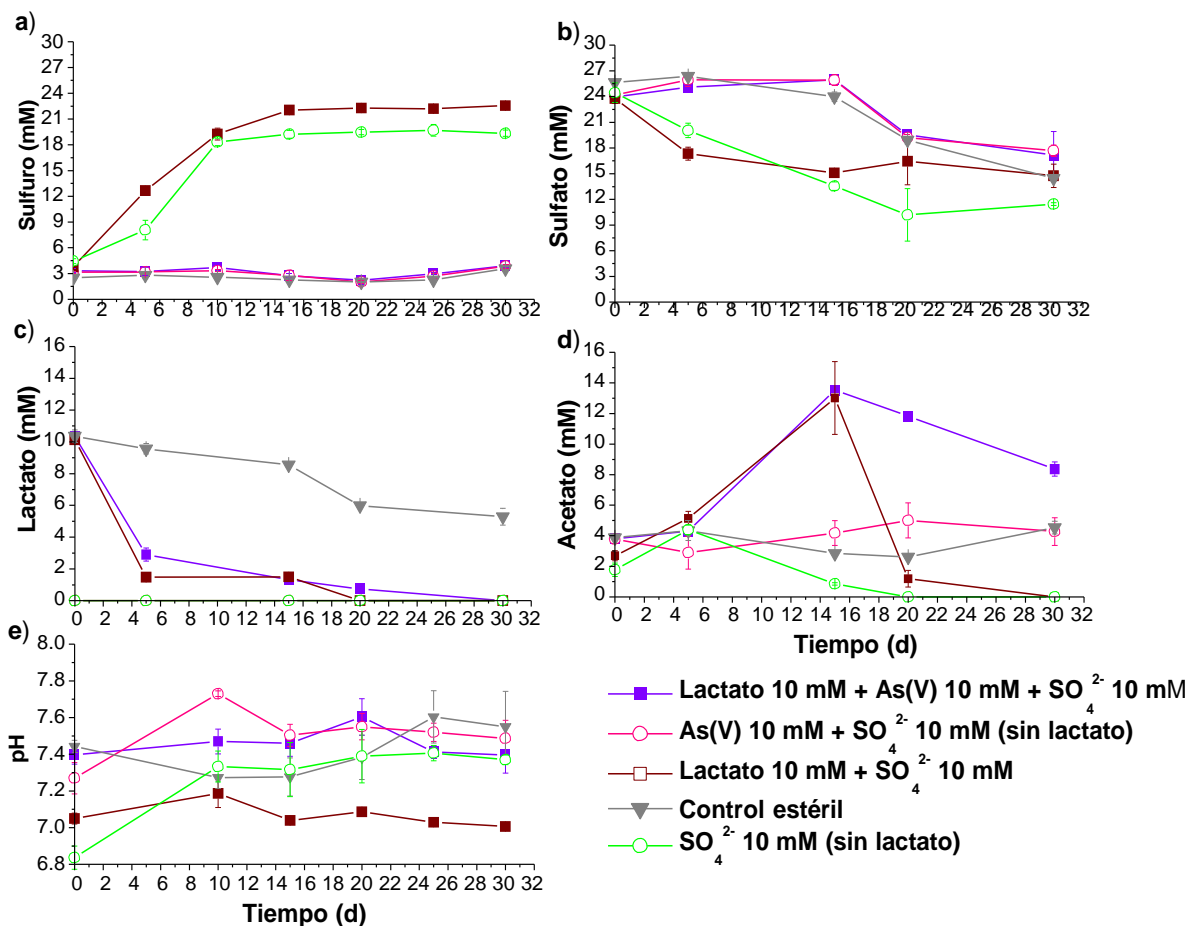 a)
Sulfuro (mM)
30
27
24
21
18
15
12
9
6
3
0
0 2 4 6 8 10 12 14 16 18 20 22 24 26 28 30 32
b)
Sulfato (mM)
30
27
24
21
18
15
12
9
6
3
0
0 2 4 6 8 10 12 14 16 18 20 22 24 26 28 30 32
c)
Lactato (mM)
16
14
12
10
8
6
4
2
0
0 2 4 6 8 10 12 14 16 18 20 22 24 26 28 30 32
d)
Acetato (mM)
16
14
12
10
8
6
4
2
0
0 2 4 6 8 10 12 14 16 18 20 22 24 26 28 30 32
Tiempo (d)
e)
pH
8.0
7.8
7.6
7.4
7.2
7.0
6.8
0 2 4 6 8 10 12 14 16 18 20 22 24 26 28 30 32
Tiempo (d)
Lactato 10 mM + As(V) 10 mM + SO4 2- 10 mM
As(V) 10 mM + SO4 2- 10 mM (sin lactato)
Lactato 10 mM + SO4 2- 10 mM
Control estéril
SO4 2- 10 mM (sin lactato)